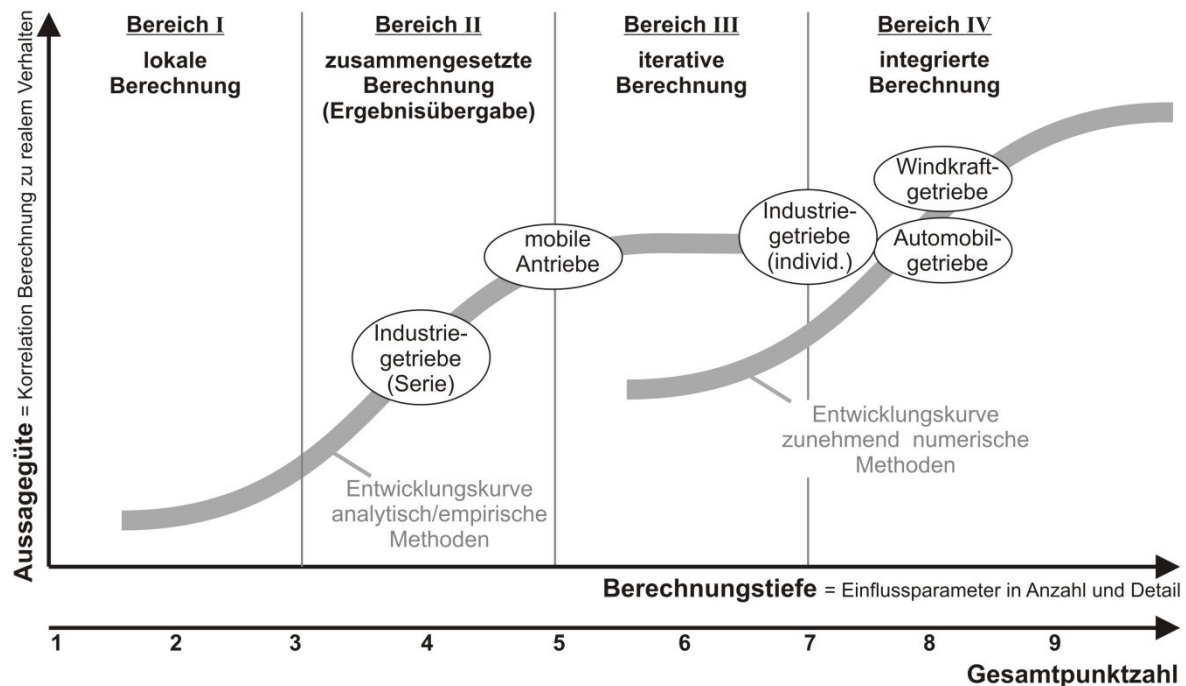 Bereich I
lokale
Berechnung
Bereich II
zusammengesetzte
Berechnung
(Ergebnisübergabe)
Bereich III
iterative
Berechnung
Bereich IV
integrierte
Berechnung
Aussagegüte = Korrelation Berechnung zu realem Verhalten
Windkraft-
getriebe
Automobil-
getriebe
Industrie-
getriebe
(individ.)
mobile
Antriebe
Industrie-
getriebe
(Serie)
Entwicklungskurve
analytisch/empirische
Methoden
Entwicklungskurve
zunehmend numerische
Methoden
Berechnungstiefe = Einflussparameter in Anzahl und Detail
1 2 3 4 5 6 7 8 9
Gesamtpunktzahl